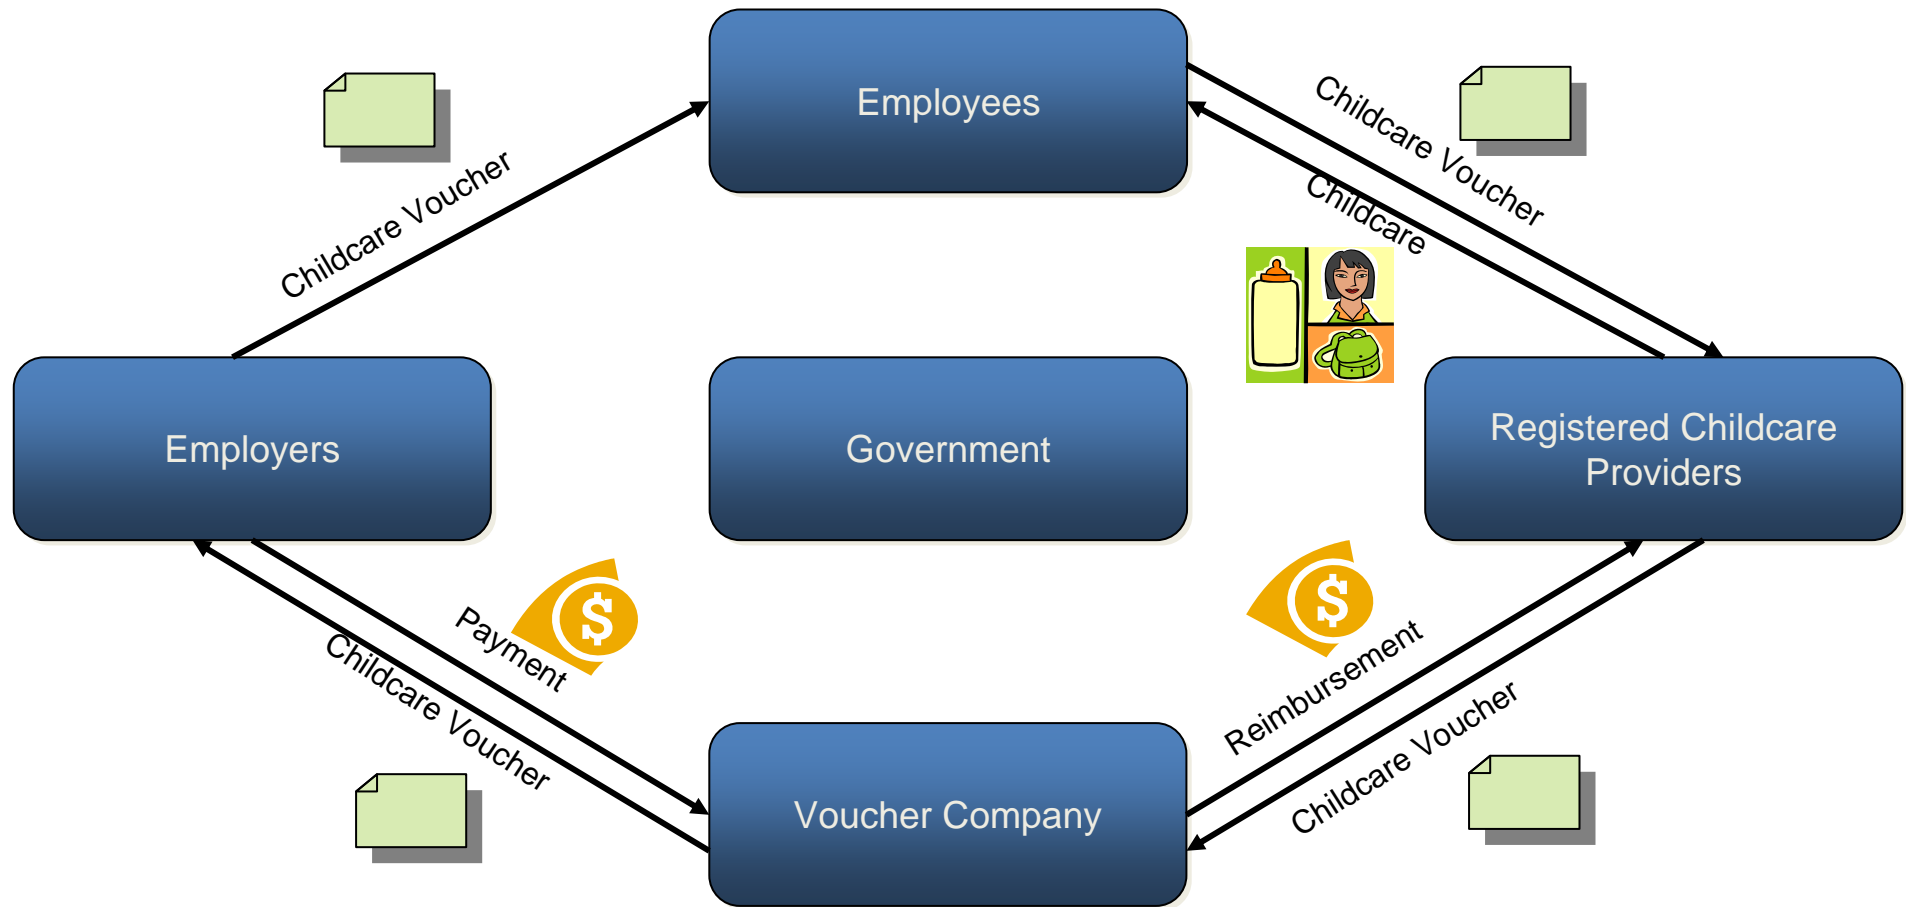 Employees
Childcare Voucher
Childcare Voucher
Childcare
Employers
Government
Registered Childcare
Providers
Payment
Childcare Voucher
Reimbursement
Childcare Voucher
Voucher Company
$
$